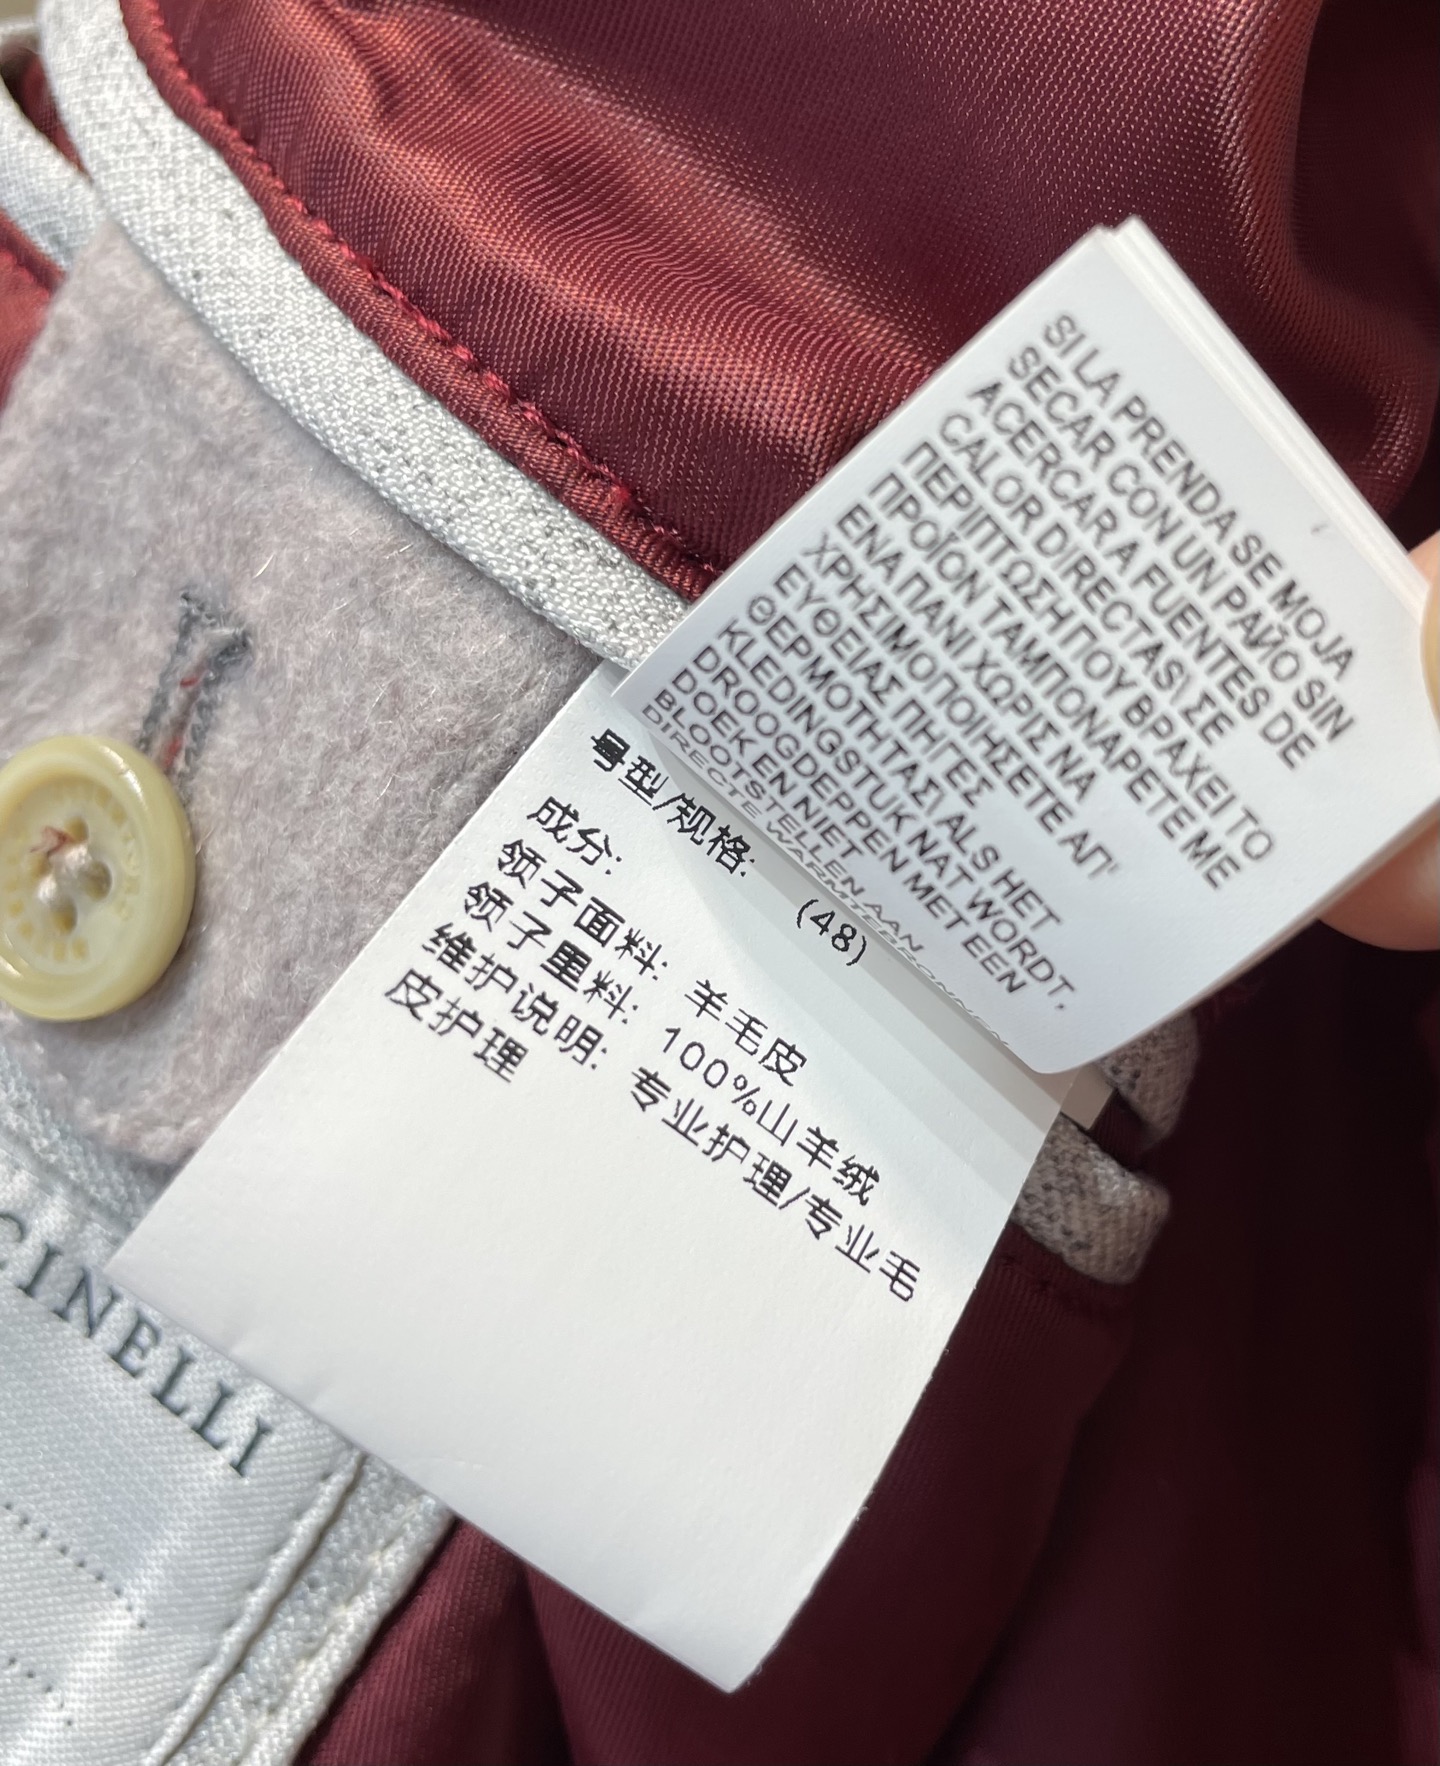 SI LA PRENDA SE MOJA
SECAR CON UN PAÑO SIN
ACERCAR A FUENTES DE
CALOR DIRECTAS\ ΣΕ
ΠΕΡΙΠΤΩΣΗ ΠΟΥ ΒΡΑΧΕΙ ΤΟ
ΠΡΟΪΟΝ ΤΑΜΠΟΝΑΡΕΤΕ ΜΕ
ΕΝΑ ΠΑΝΙ ΧΩΡΙΣ ΝΑ
ΧΡΗΣΙΜΟΠΟΙΗΣΕΤΕ ΑΠ'
ΕΥΘΕΙΑΣ ΠΗΓΕΣ
ΘΕΡΜΟΤΗΤΑΣ\ ALS HET
KLEDINGSTUK NAT WORDT,
DROOGDEPPEN MET EEN
DOEK EN NIET
BLOOTSTELLEN AAN
DIRECTE WARMTEBRONNEN
号型/规格: (48)
成分:
领子面料: 羊毛皮
领子里料: 100%山羊绒
维护说明: 专业护理/专业毛
皮护理
CINELLI